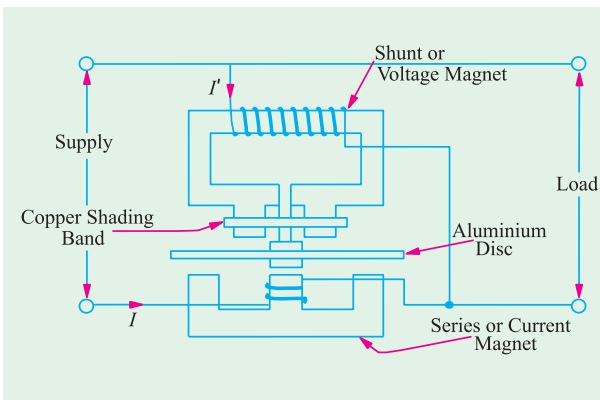 Shunt or
Voltage Magnet
I′
Supply
Load
Copper Shading
Band
Aluminium
Disc
I
Series or Current
Magnet